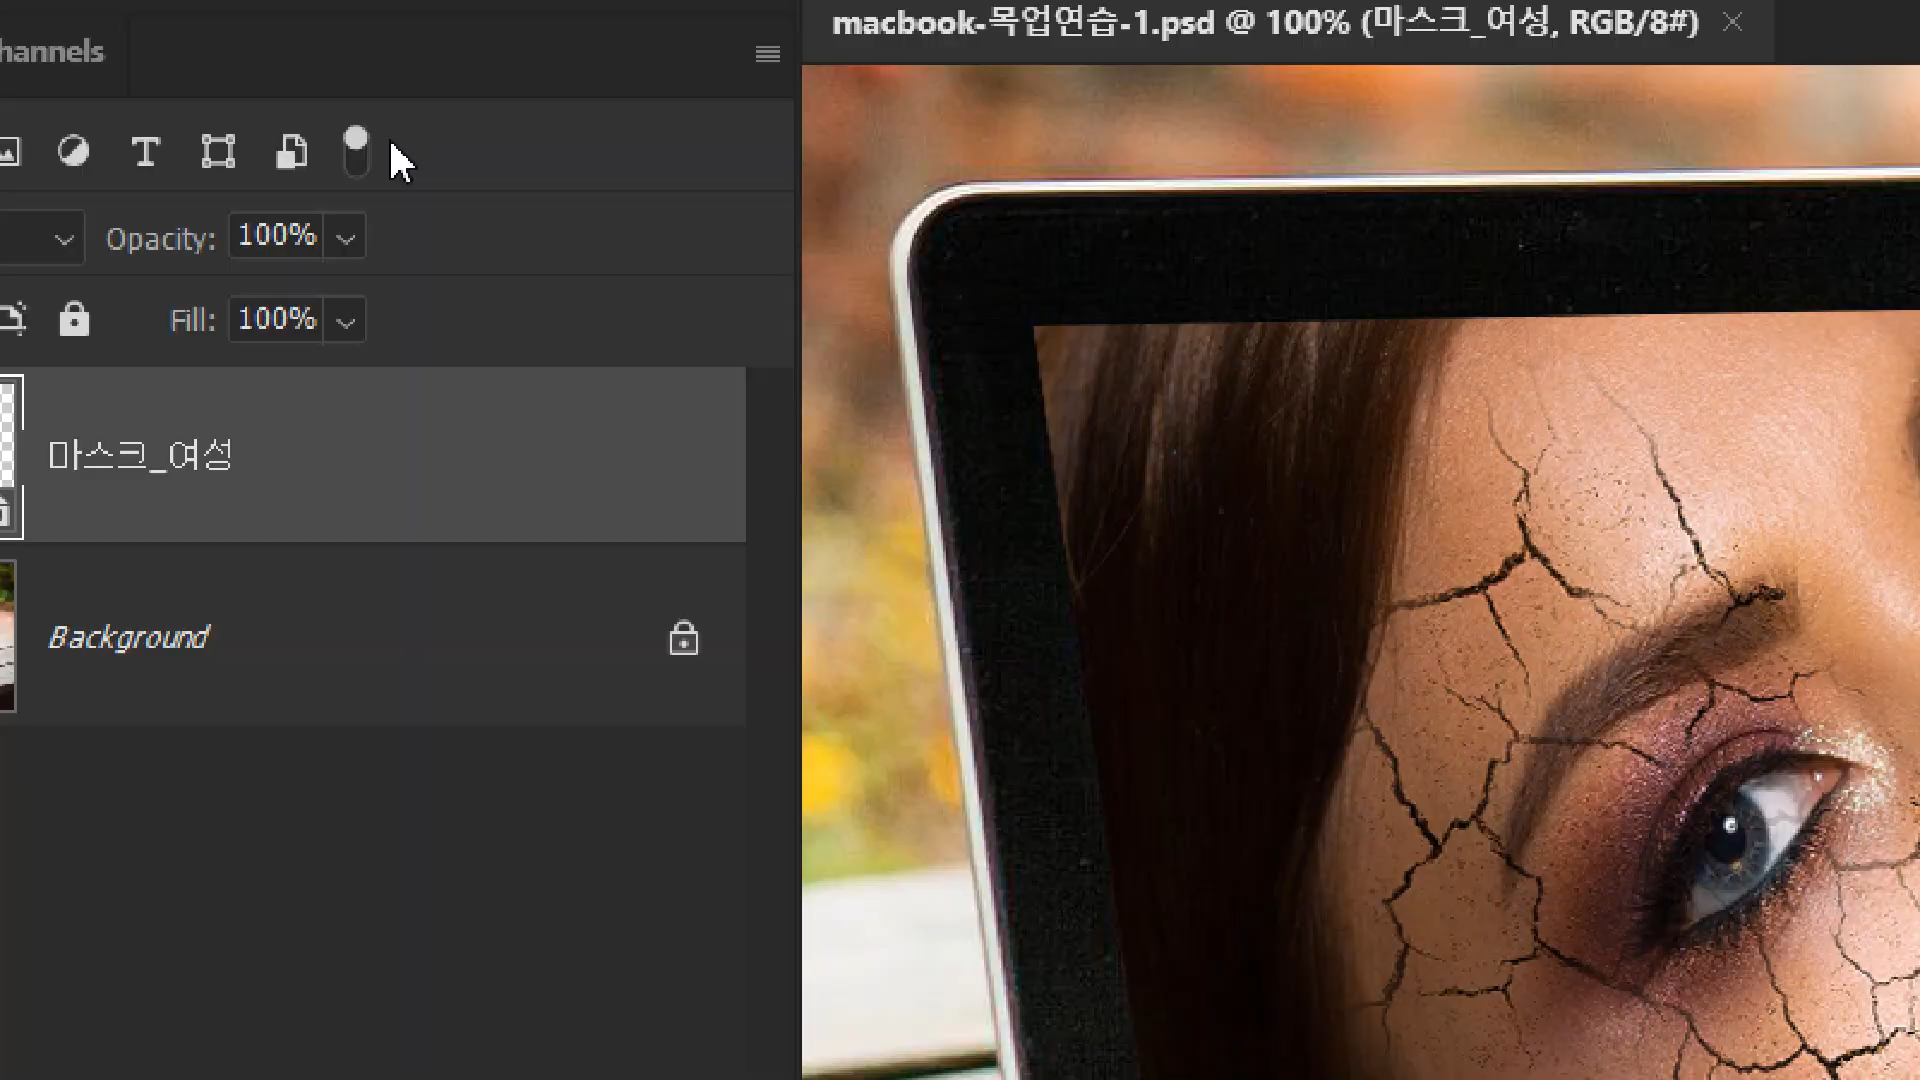 hannels
macbook-목업연습-1.psd @ 100% (마스크_여성, RGB/8#)
Opacity: 100%
Fill: 100%
마스크_여성
Background